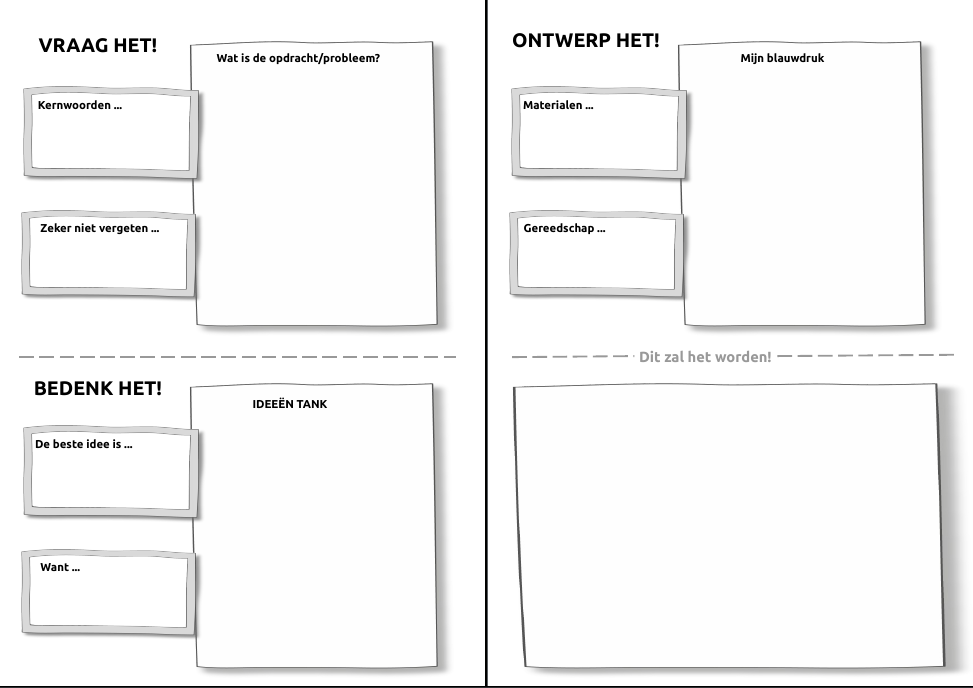 VRAAG HET!
Wat is de opdracht/probleem?
Kernwoorden ...
Zeker niet vergeten ...
BEDENK HET!
IDEEËN TANK
De beste idee is ...
Want ...
ONTWERP HET!
Mijn blauwdruk
Materialen ...
Gereedschap ...
Dit zal het worden!